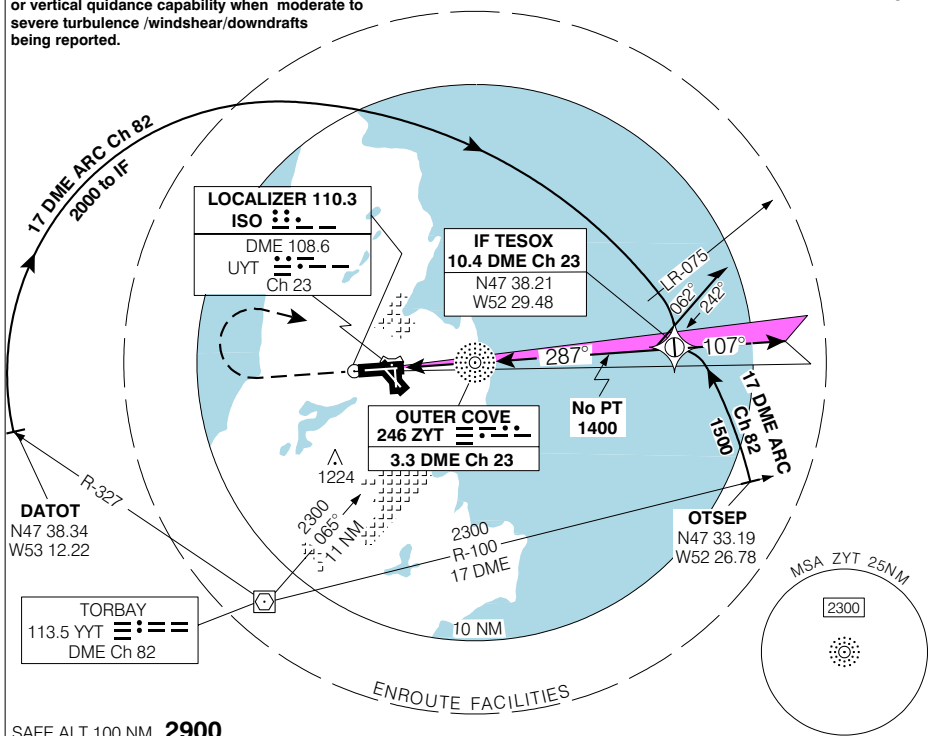 or vertical quidance capability when moderate to
severe turbulence /windshear/downdrafts
being reported.
17 DME ARC Ch 82
2000 to IF
LOCALIZER 110.3
ISO
DME 108.6
UYT
Ch 23
IF TESOX
10.4 DME Ch 23
N47 38.21
W52 29.48
LR-075
062°
242°
287°
107°
No PT
1400
OUTER COVE
246 ZYT
3.3 DME Ch 23
17 DME ARC
Ch 82
1500
1224
R-327
DATOT
N47 38.34
W53 12.22
2300
065°
11 NM
2300
R-100
17 DME
OTSEP
N47 33.19
W52 26.78
TORBAY
113.5 YYT
DME Ch 82
10 NM
ENROUTE FACILITIES
MSA ZYT 25NM
2300
SAFE ALT 100 NM 2900